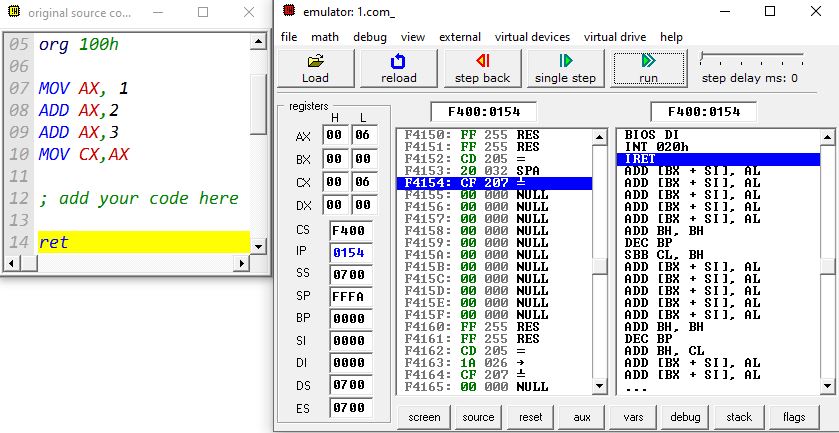 original source co...
05 org 100h
06
07 MOV AX, 1
08 ADD AX,2
09 ADD AX,3
10 MOV CX,AX
11
12 ; add your code here
13
14 ret
emulator: 1.com_
file math debug view external virtual devices virtual drive help
Load reload step back single step run step delay ms: 0
registers
H L
AX 00 06
BX 00 00
CX 00 06
DX 00 00
CS F400
IP 0154
SS 0700
SP FFFA
BP 0000
SI 0000
DI 0000
DS 0700
ES 0700
F400:0154
F4150: FF 255 RES
F4151: FF 255 RES
F4152: CD 205 =
F4153: 20 032 SPA
F4154: CF 207 ╧
F4155: 00 000 NULL
F4156: 00 000 NULL
F4157: 00 000 NULL
F4158: 00 000 NULL
F4159: 00 000 NULL
F415A: 00 000 NULL
F415B: 00 000 NULL
F415C: 00 000 NULL
F415D: 00 000 NULL
F415E: 00 000 NULL
F415F: 00 000 NULL
F4160: FF 255 RES
F4161: FF 255 RES
F4162: CD 205 =
F4163: 1A 026 →
F4164: CF 207 ╧
F4165: 00 000 NULL
F400:0154
BIOS DI
INT 020h
IRET
ADD [BX + SI], AL
ADD [BX + SI], AL
ADD [BX + SI], AL
ADD [BX + SI], AL
ADD [BX + SI], AL
ADD BH, BH
DEC BP
SBB CL, BH
ADD [BX + SI], AL
ADD [BX + SI], AL
ADD [BX + SI], AL
ADD [BX + SI], AL
ADD [BX + SI], AL
ADD BH, BH
DEC BP
ADD BH, CL
ADD [BX + SI], AL
ADD [BX + SI], AL
...
screen source reset aux vars debug stack flags